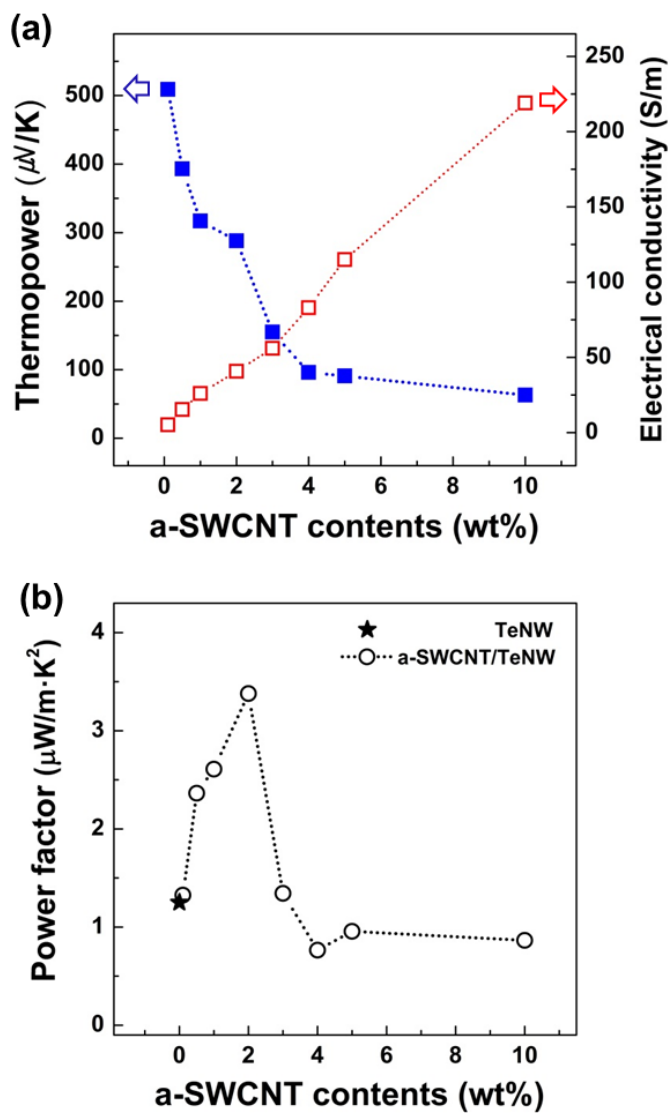 (a)
500
400
300
200
100
0
Thermopower (μV/K)
250
200
150
100
50
0
Electrical conductivity (S/m)
0 2 4 6 8 10
a-SWCNT contents (wt%)
(b)
4
3
2
1
0
Power factor (μW/m·K²)
TeNW
a-SWCNT/TeNW
0 2 4 6 8 10
a-SWCNT contents (wt%)